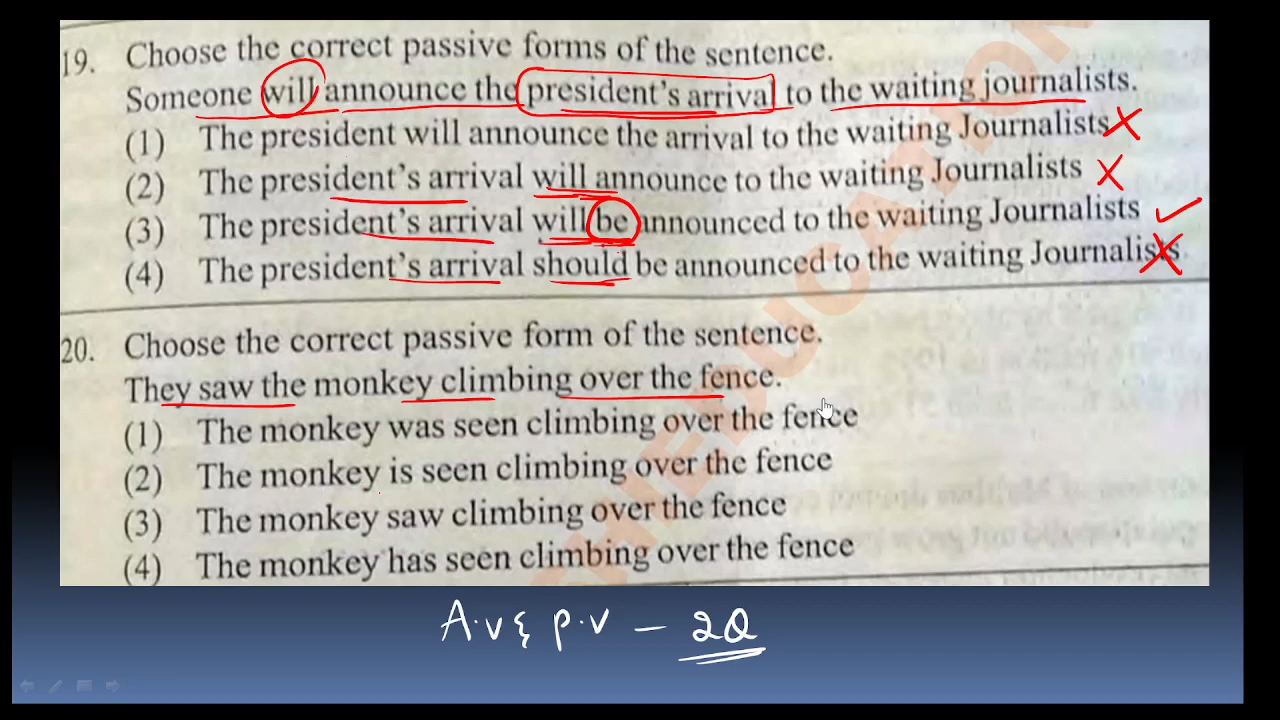 19. Choose the correct passive forms of the sentence.
Someone will announce the president's arrival to the waiting journalists.
(1) The president will announce the arrival to the waiting Journalists
(2) The president's arrival will announce to the waiting Journalists
(3) The president's arrival will be announced to the waiting Journalists
(4) The president's arrival should be announced to the waiting Journalists
20. Choose the correct passive form of the sentence.
They saw the monkey climbing over the fence.
(1) The monkey was seen climbing over the fence
(2) The monkey is seen climbing over the fence
(3) The monkey saw climbing over the fence
(4) The monkey has seen climbing over the fence
A.v & p.v – 2Q